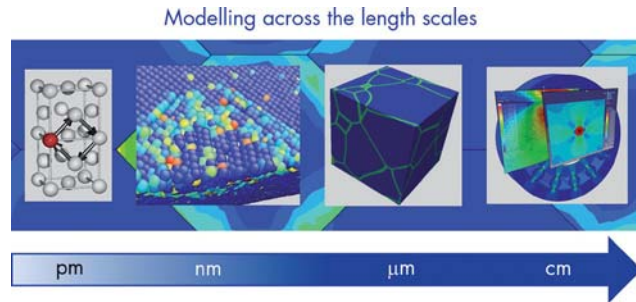 Modelling across the length scales
pm nm μm cm